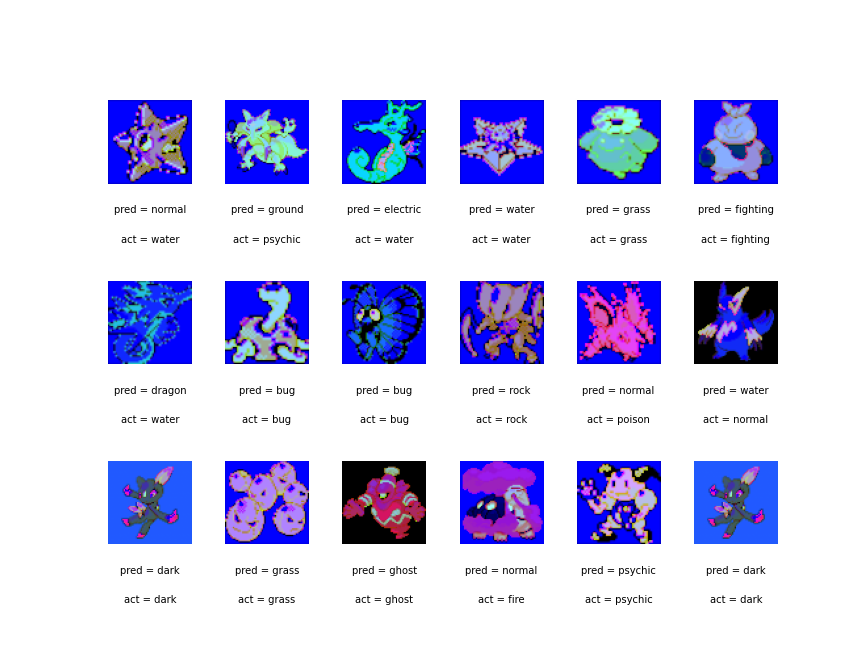 pred = normal
pred = ground
pred = electric
pred = water
pred = grass
pred = fighting
act = water
act = psychic
act = water
act = water
act = grass
act = fighting
pred = dragon
pred = bug
pred = bug
pred = rock
pred = normal
pred = water
act = water
act = bug
act = bug
act = rock
act = poison
act = normal
pred = dark
pred = grass
pred = ghost
pred = normal
pred = psychic
pred = dark
act = dark
act = grass
act = ghost
act = fire
act = psychic
act = dark